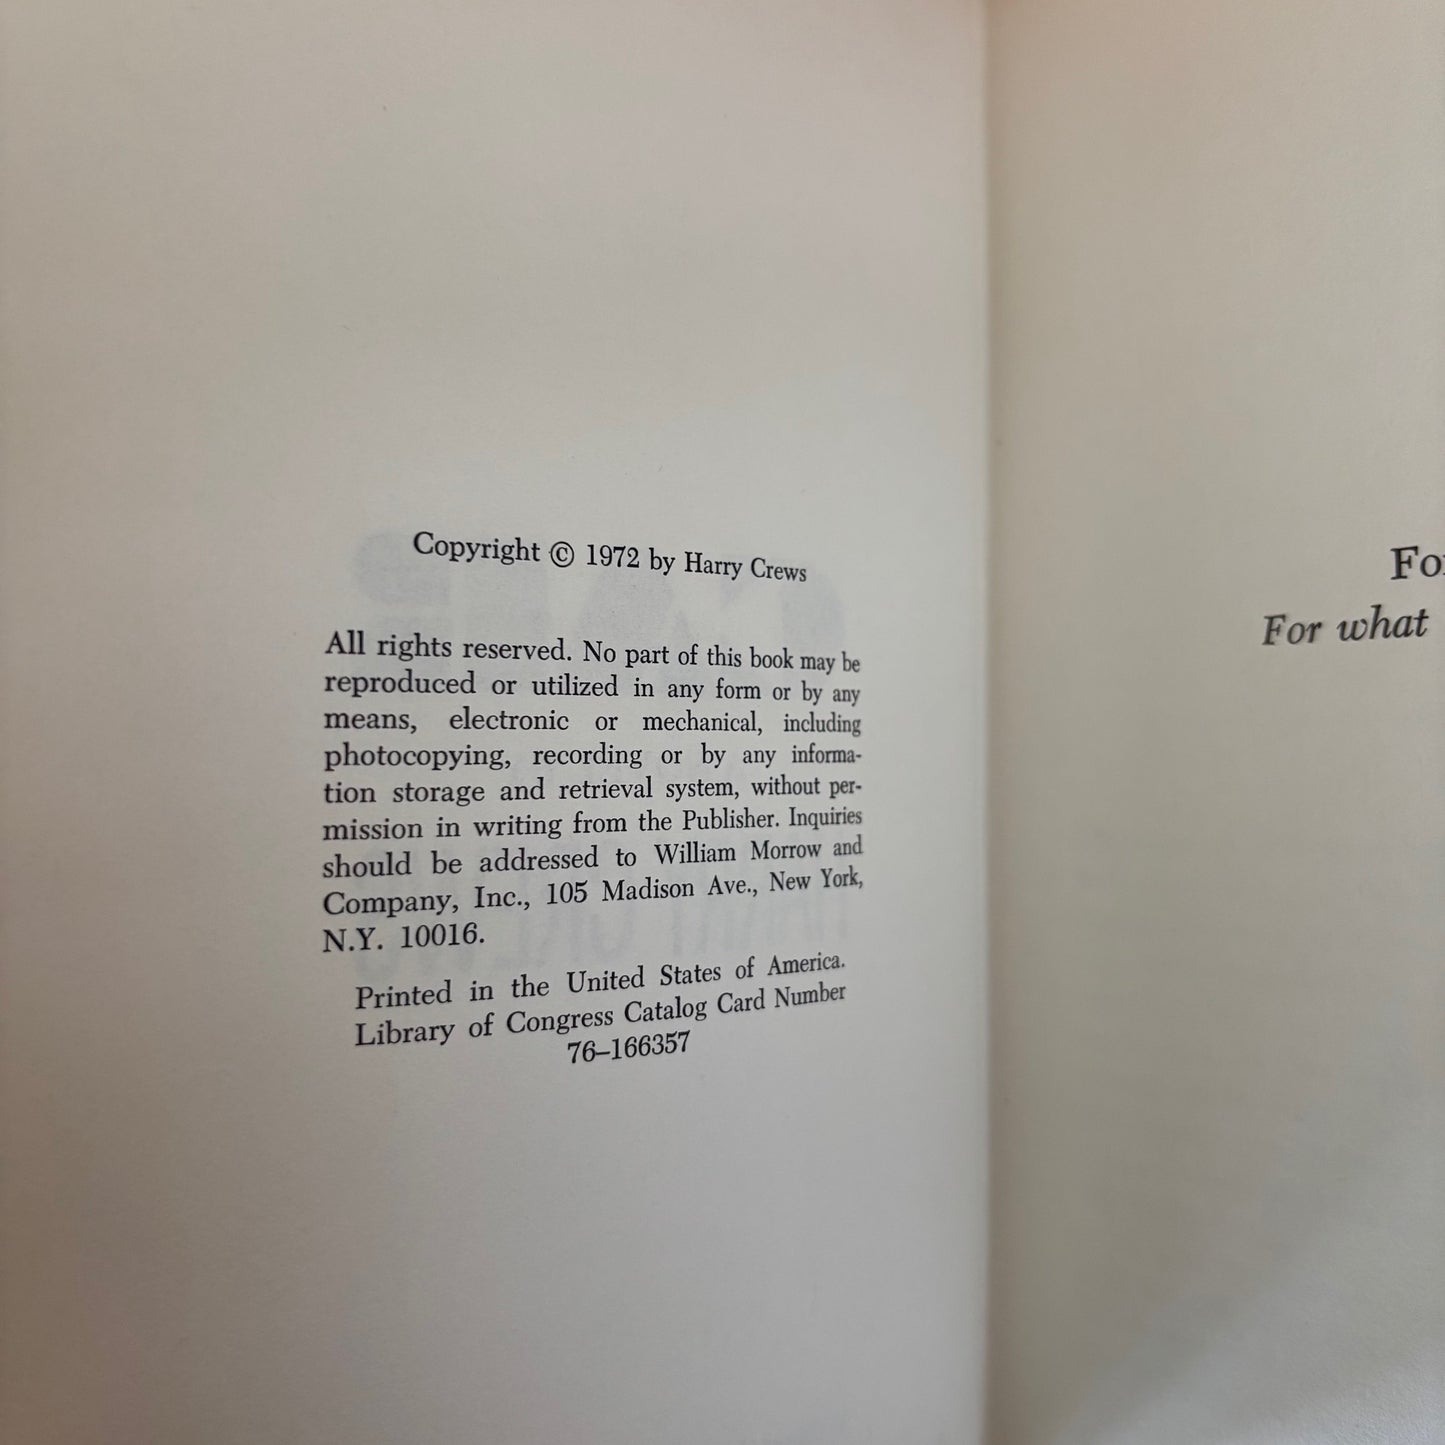 Copyright © 1972 by Harry Crews
All rights reserved. No part of this book may be
reproduced or utilized in any form or by any
means, electronic or mechanical, including
photocopying, recording or by any informa-
tion storage and retrieval system, without per-
mission in writing from the Publisher. Inquiries
should be addressed to William Morrow and
Company, Inc., 105 Madison Ave., New York,
N.Y. 10016.
Printed in the United States of America.
Library of Congress Catalog Card Number
76–166357
For what